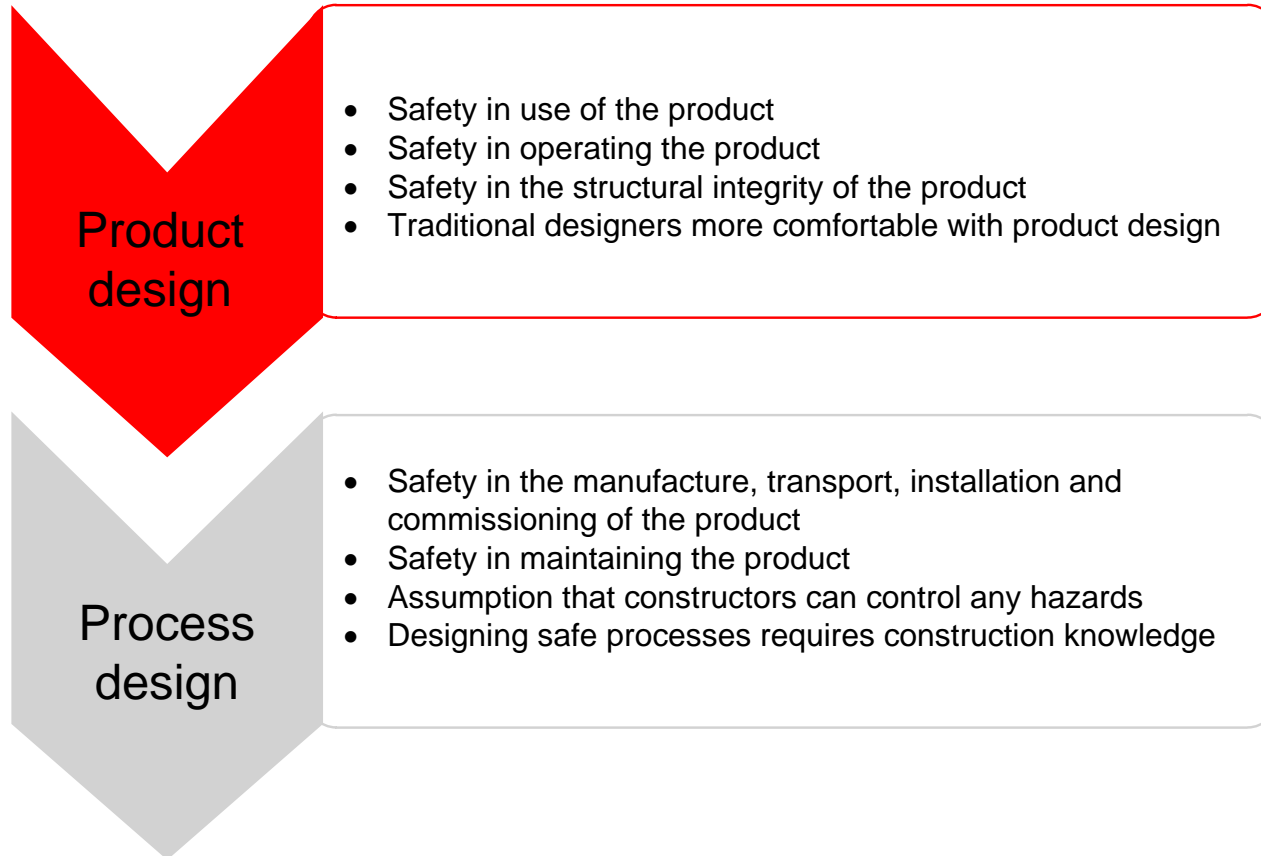 Product
design
• Safety in use of the product
• Safety in operating the product
• Safety in the structural integrity of the product
• Traditional designers more comfortable with product design
Process
design
• Safety in the manufacture, transport, installation and
commissioning of the product
• Safety in maintaining the product
• Assumption that constructors can control any hazards
• Designing safe processes requires construction knowledge